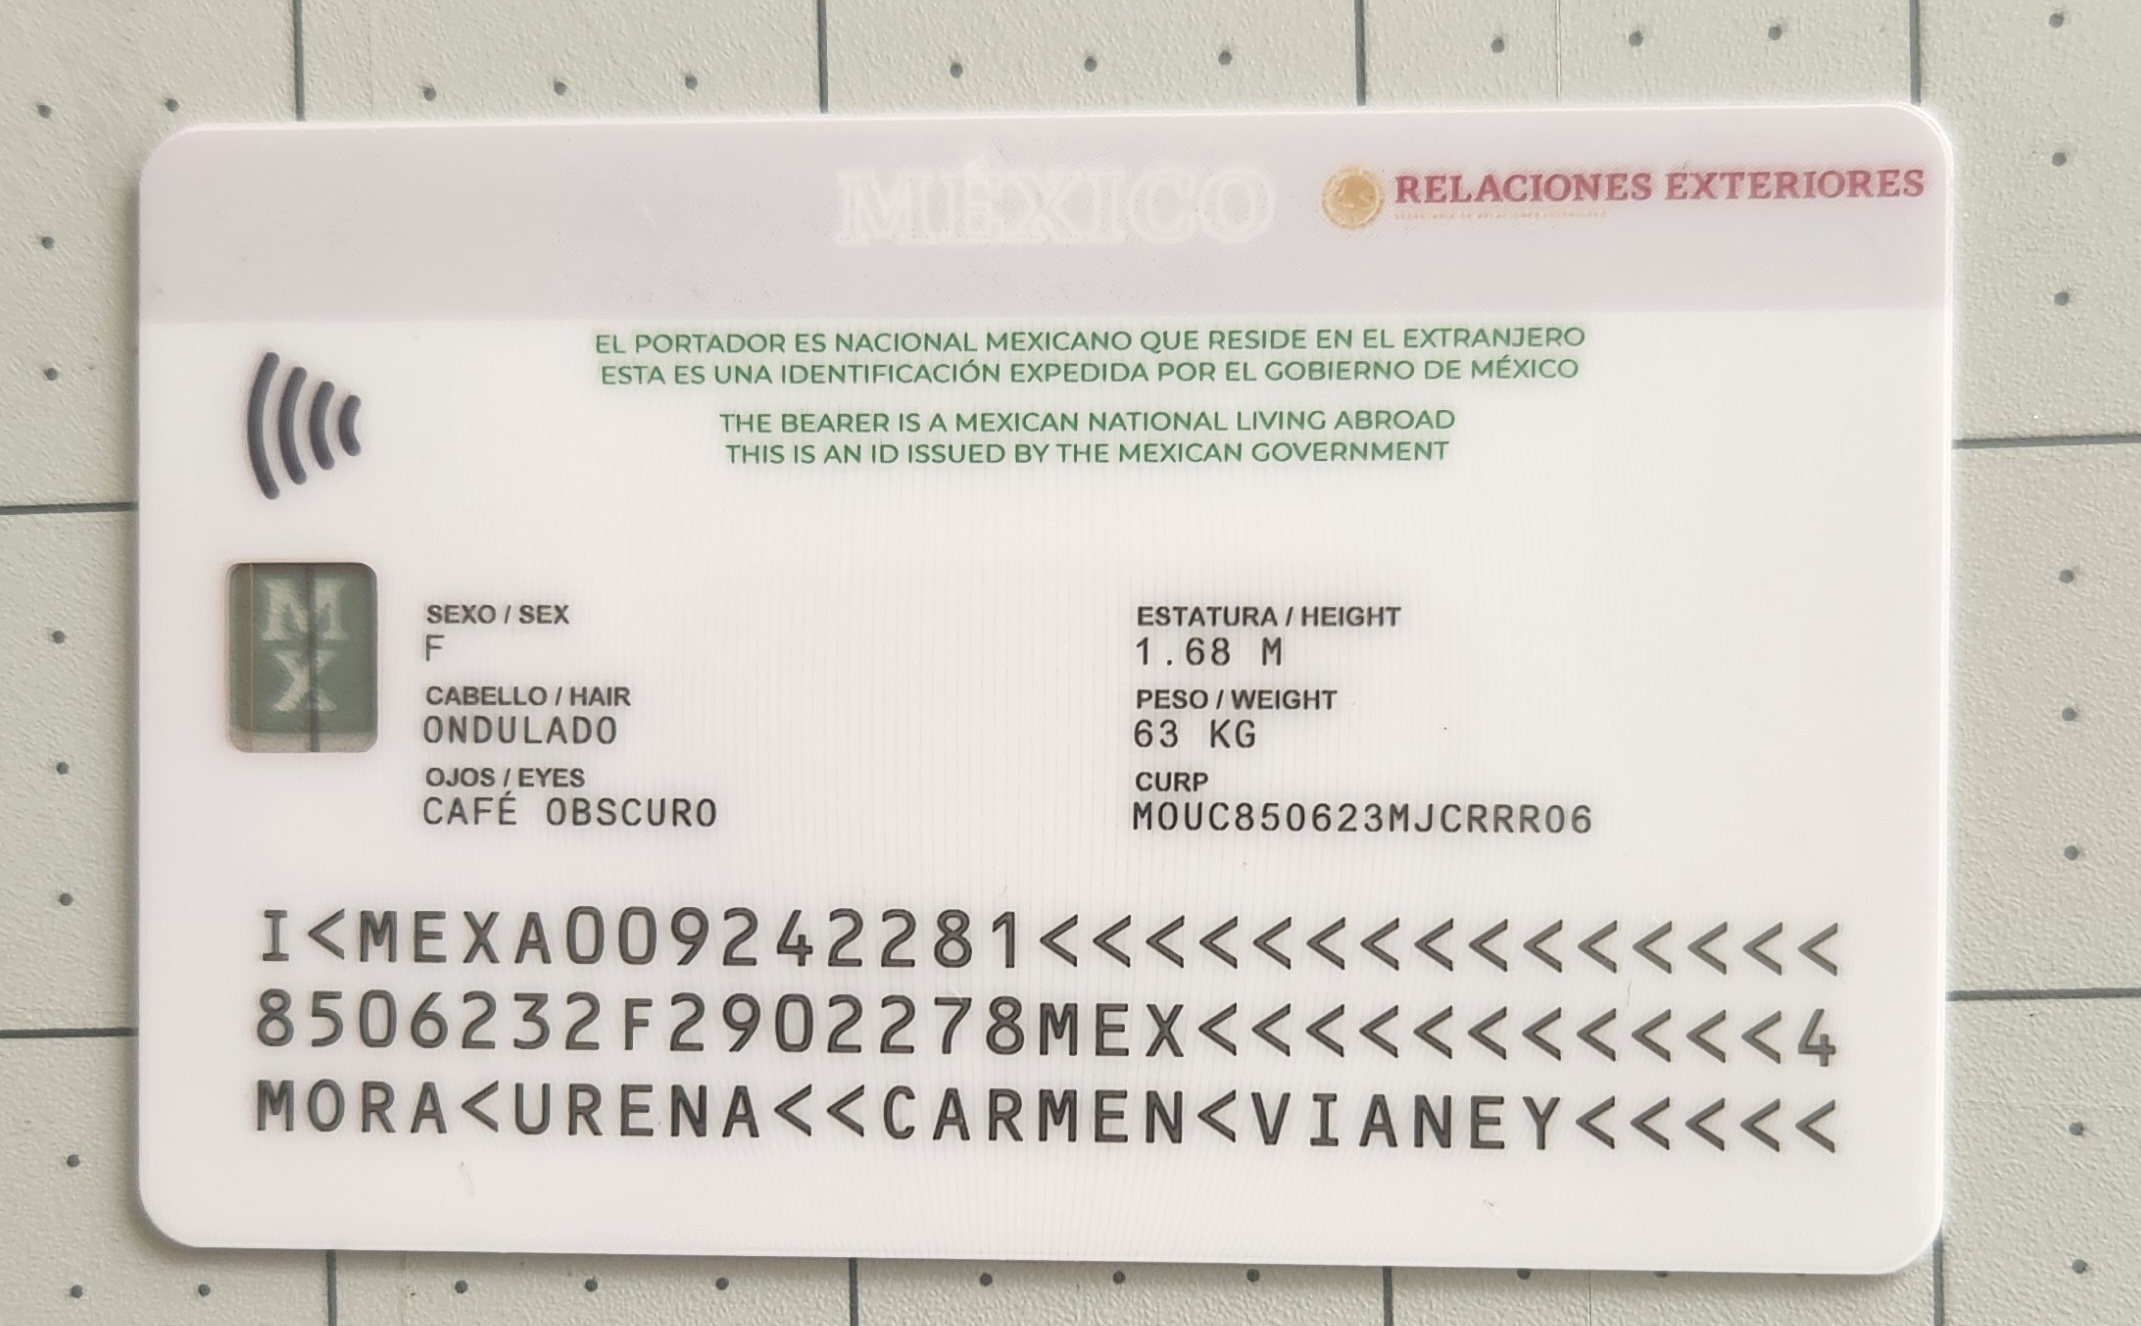 MÉXICO
RELACIONES EXTERIORES
EL PORTADOR ES NACIONAL MEXICANO QUE RESIDE EN EL EXTRANJERO
ESTA ES UNA IDENTIFICACIÓN EXPEDIDA POR EL GOBIERNO DE MÉXICO
THE BEARER IS A MEXICAN NATIONAL LIVING ABROAD
THIS IS AN ID ISSUED BY THE MEXICAN GOVERNMENT
M
X
SEXO / SEX
F
CABELLO / HAIR
ONDULADO
OJOS / EYES
CAFÉ OBSCURO
ESTATURA / HEIGHT
1.68 M
PESO / WEIGHT
63 KG
CURP
MOUC850623MJCRRR06
I<MEXA009242281<<<<<<<<<<<<<<<
8506232F2902278MEX<<<<<<<<<<<4
MORA<URENA<<CARMEN<VIANEY<<<<<